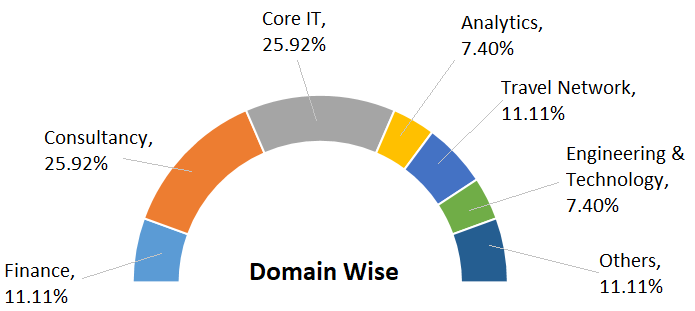 Core IT,
25.92%
Analytics,
7.40%
Travel Network,
11.11%
Consultancy,
25.92%
Engineering &
Technology,
7.40%
Finance,
11.11%
Domain Wise
Others,
11.11%